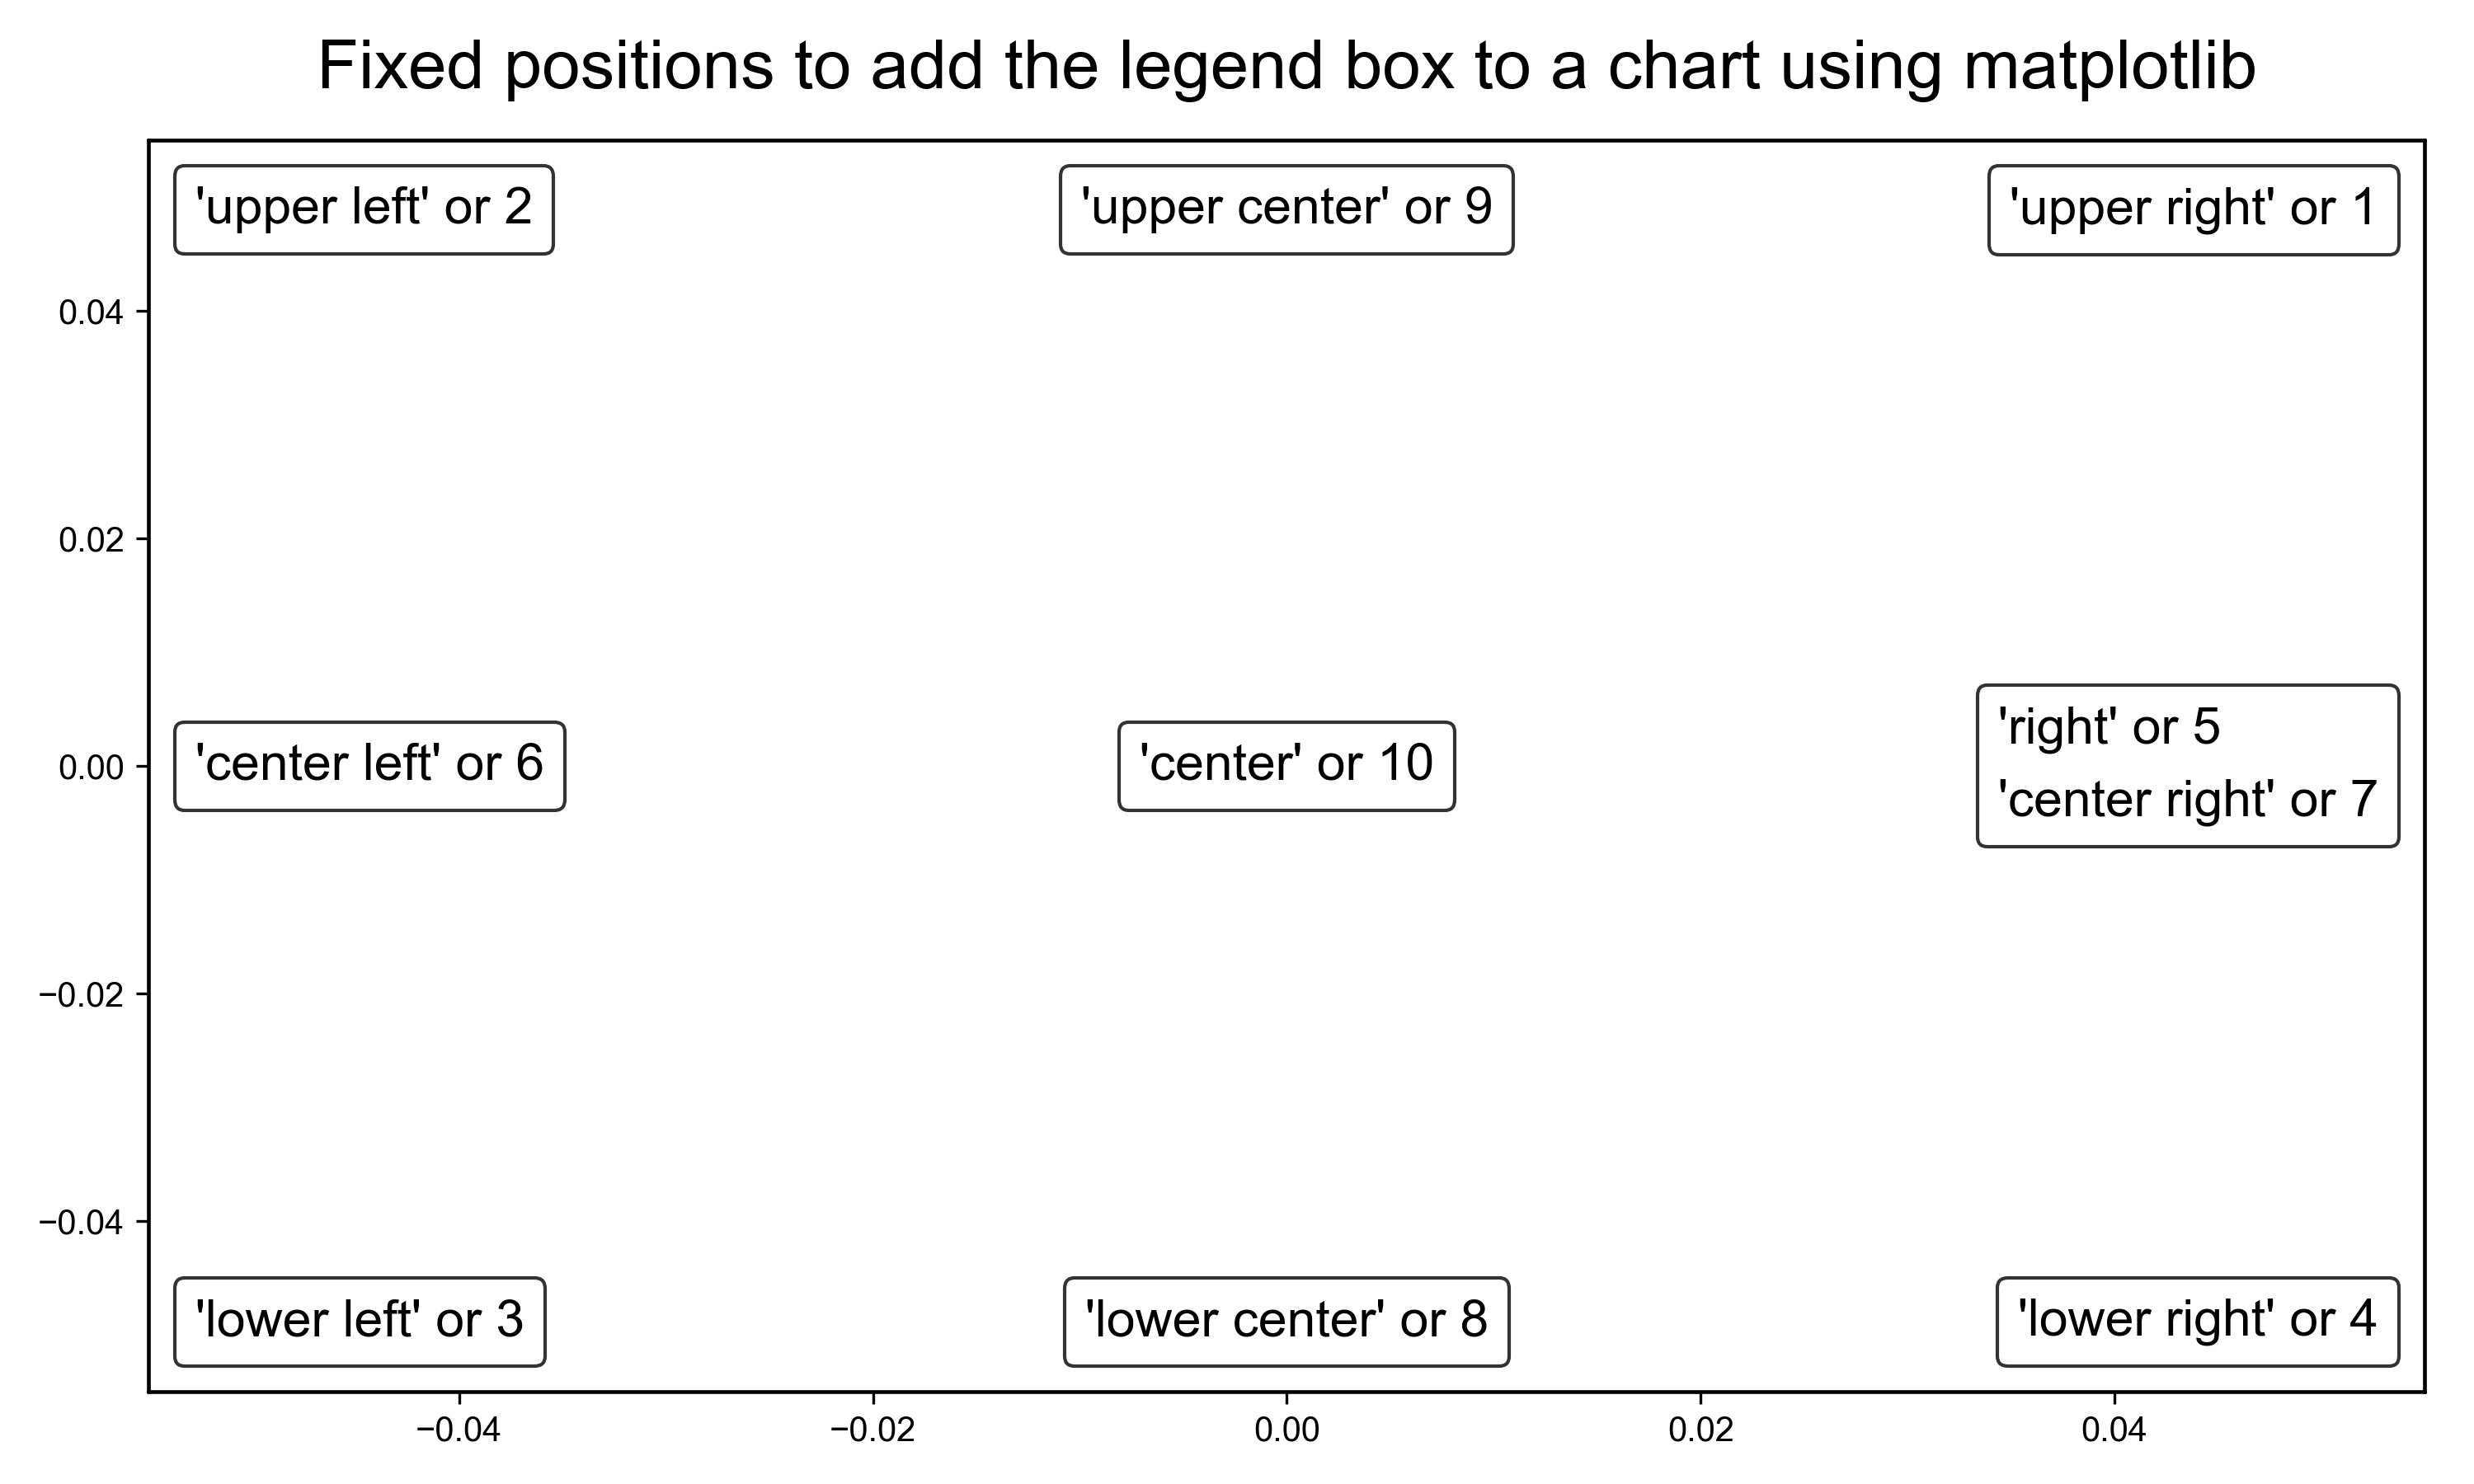 Fixed positions to add the legend box to a chart using matplotlib
'upper left' or 2
'upper center' or 9
'upper right' or 1
0.04
0.02
0.00
−0.02
−0.04
'center left' or 6
'center' or 10
'right' or 5
'center right' or 7
'lower left' or 3
'lower center' or 8
'lower right' or 4
−0.04
−0.02
0.00
0.02
0.04